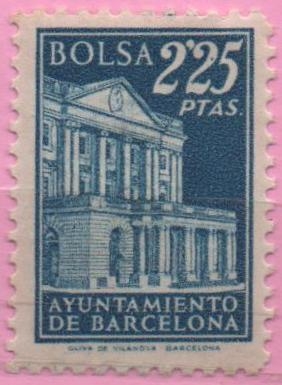 BOLSA 2'25
PTAS.
AYUNTAMIENTO
DE BARCELONA
OLIVA DE VILANOVA BARCELONA